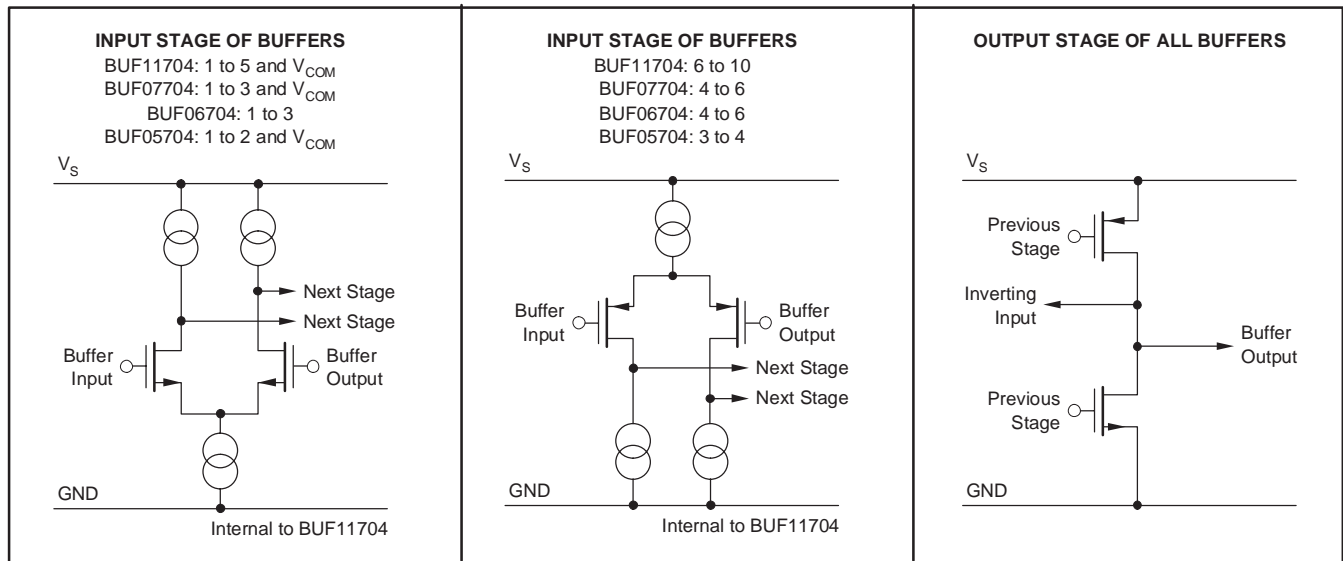 INPUT STAGE OF BUFFERS
BUF11704: 1 to 5 and VCOM
BUF07704: 1 to 3 and VCOM
BUF06704: 1 to 3
BUF05704: 1 to 2 and VCOM
VS
Next Stage
Next Stage
Buffer
Input
Buffer
Output
GND
Internal to BUF11704
INPUT STAGE OF BUFFERS
BUF11704: 6 to 10
BUF07704: 4 to 6
BUF06704: 4 to 6
BUF05704: 3 to 4
VS
Buffer
Input
Buffer
Output
Next Stage
Next Stage
GND
Internal to BUF11704
OUTPUT STAGE OF ALL BUFFERS
VS
Previous
Stage
Inverting
Input
Buffer
Output
Previous
Stage
GND